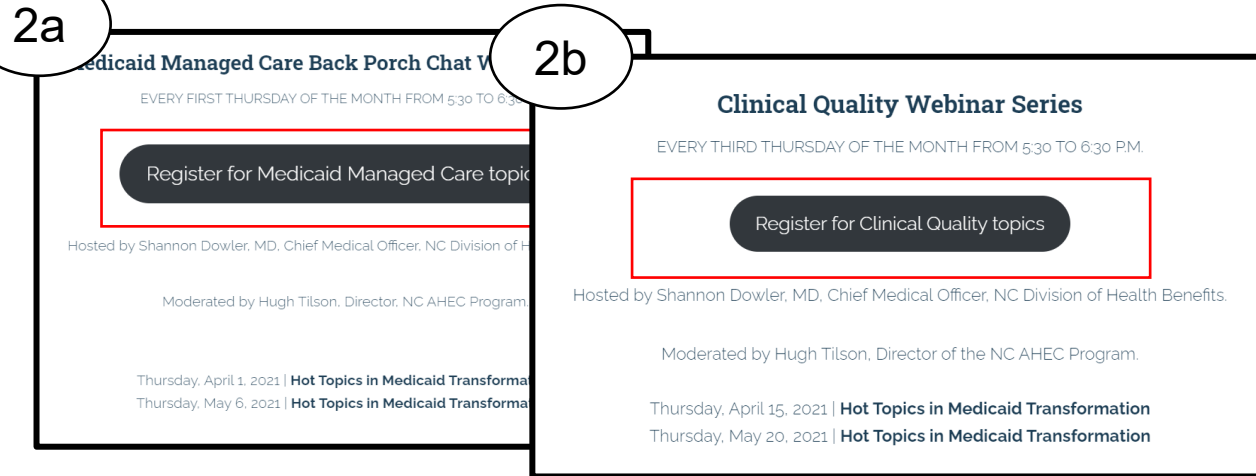 2a
Medicaid Managed Care Back Porch Chat
EVERY FIRST THURSDAY OF THE MONTH FROM 5:30 TO
Register for Medicaid Managed Care
Hosted by Shannon Dowler, MD, Chief Medical Officer, NC Division of
Moderated by Hugh Tilson, Director, NC AHEC Program.
Thursday, April 1, 2021 | Hot Topics in Medicaid
Thursday, May 6, 2021 | Hot Topics in Medicaid
2b
Clinical Quality Webinar Series
EVERY THIRD THURSDAY OF THE MONTH FROM 5:30 TO 6:30 P.M.
Register for Clinical Quality topics
Hosted by Shannon Dowler, MD, Chief Medical Officer, NC Division of Health Benefits.
Moderated by Hugh Tilson, Director of the NC AHEC Program.
Thursday, April 15, 2021 | Hot Topics in Medicaid Transformation
Thursday, May 20, 2021 | Hot Topics in Medicaid Transformation